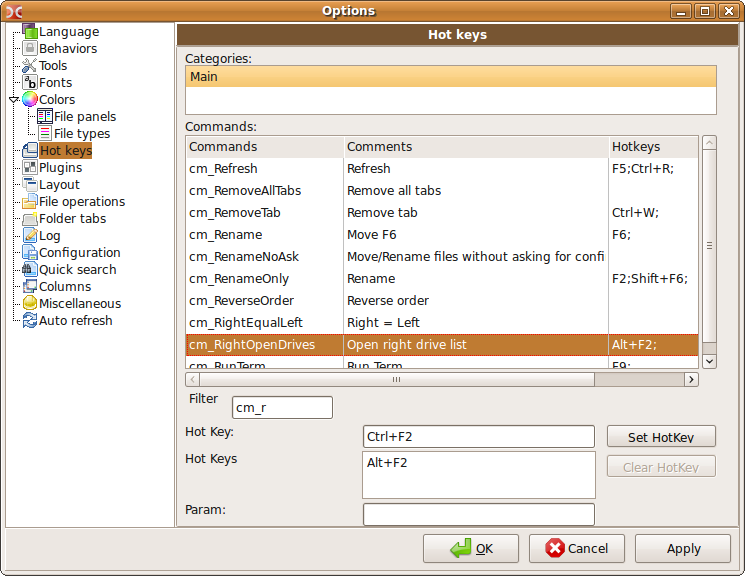 Options
Language
Behaviors
Tools
Fonts
Colors
File panels
File types
Hot keys
Plugins
Layout
File operations
Folder tabs
Log
Configuration
Quick search
Columns
Miscellaneous
Auto refresh
Hot keys
Categories:
Main
Commands:
Commands Comments Hotkeys
cm_Refresh Refresh F5;Ctrl+R;
cm_RemoveAllTabs Remove all tabs
cm_RemoveTab Remove tab Ctrl+W;
cm_Rename Move F6 F6;
cm_RenameNoAsk Move/Rename files without asking for confi
cm_RenameOnly Rename F2;Shift+F6;
cm_ReverseOrder Reverse order
cm_RightEqualLeft Right = Left
cm_RightOpenDrives Open right drive list Alt+F2;
cm_RunTerm Run Term F9;
Filter cm_r
Hot Key: Ctrl+F2 Set HotKey
Hot Keys Alt+F2 Clear HotKey
Param:
OK Cancel Apply